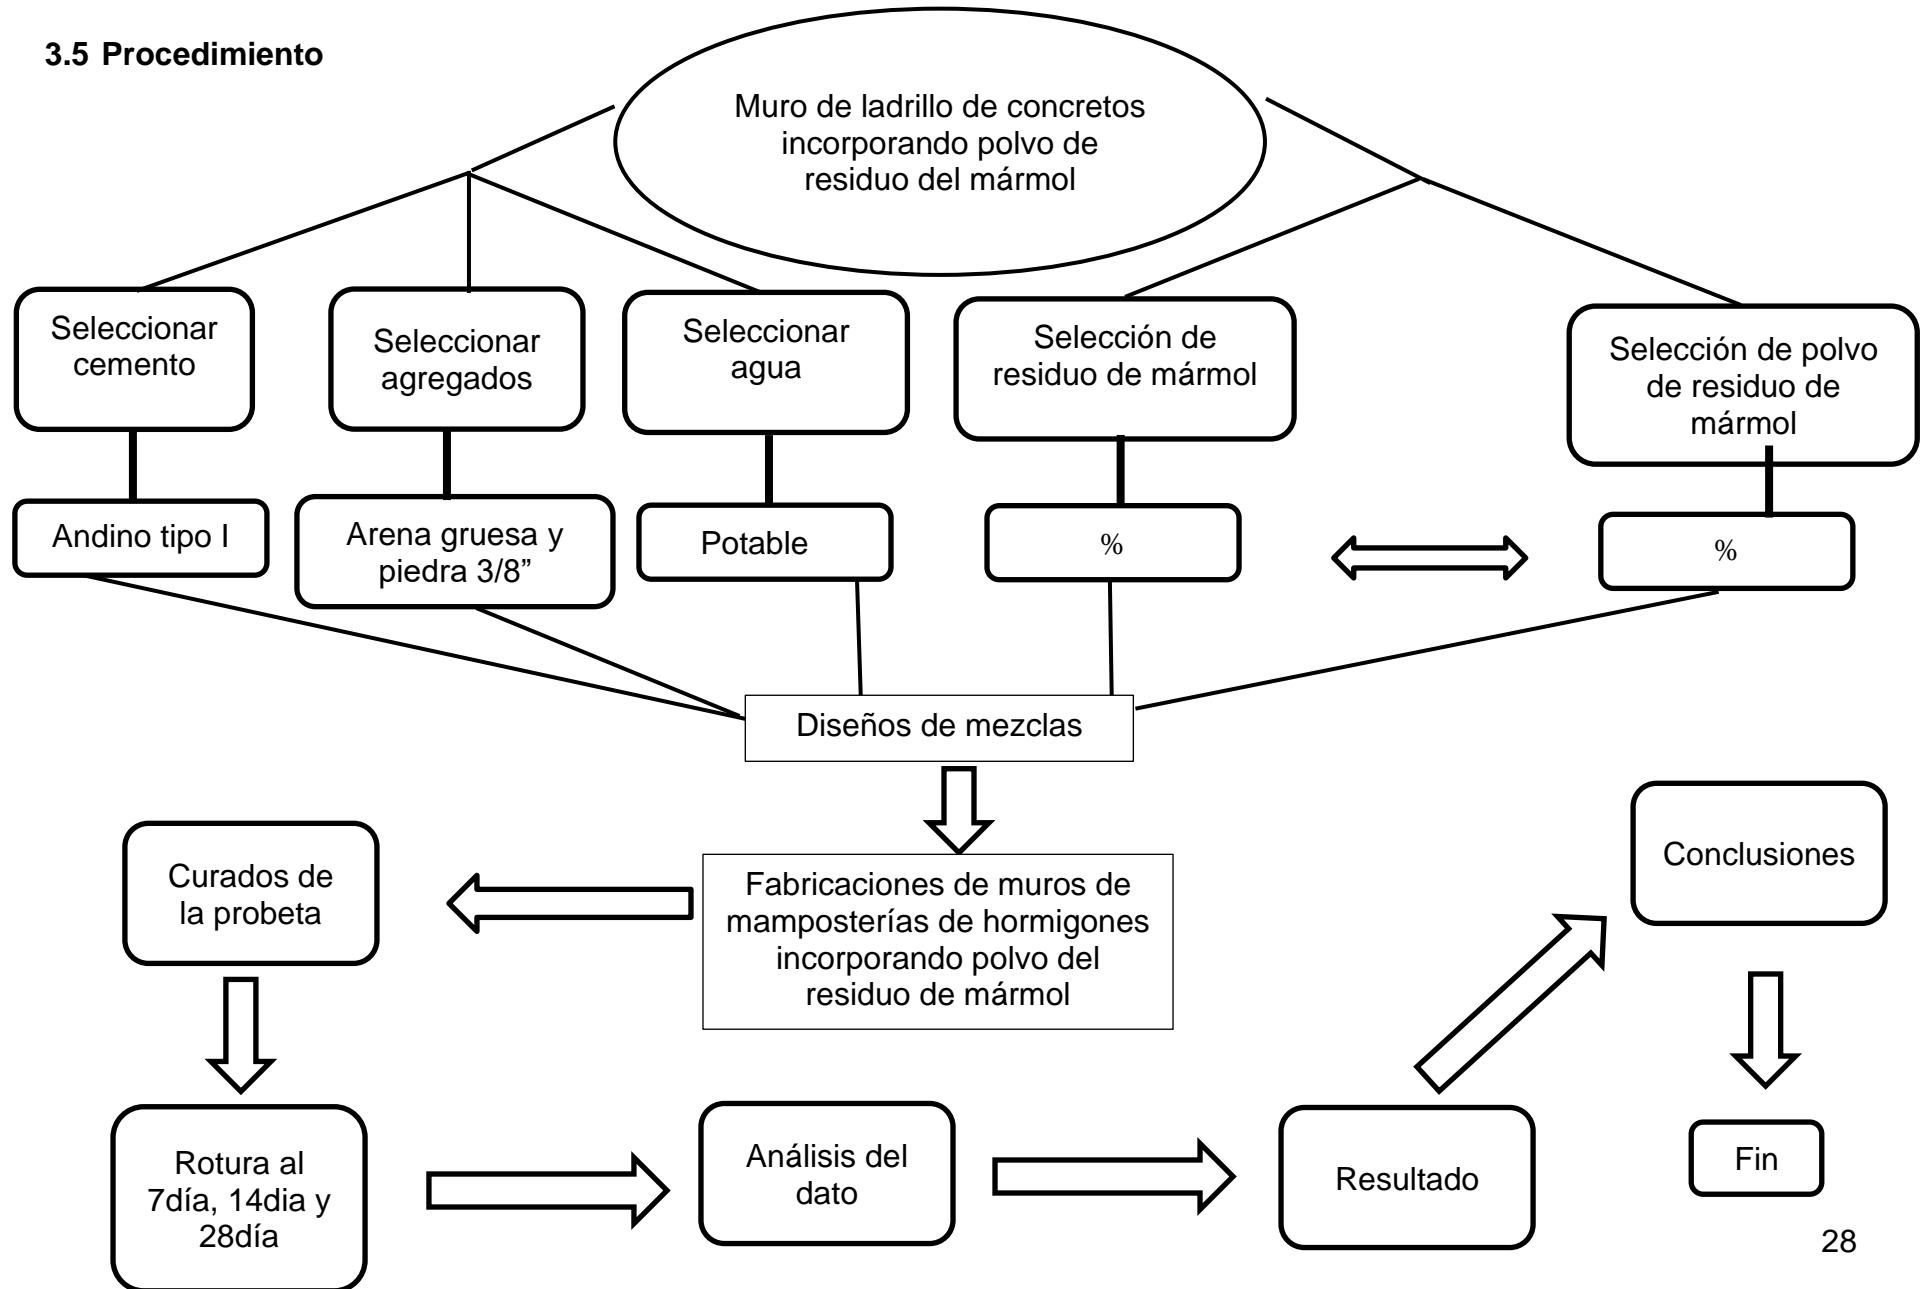 3.5 Procedimiento
Muro de ladrillo de concretos
incorporando polvo de
residuo del mármol
Seleccionar
cemento
Seleccionar
agregados
Seleccionar
agua
Selección de
residuo de mármol
Selección de polvo
de residuo de
mármol
Andino tipo I
Arena gruesa y
piedra 3/8”
Potable
%
%
Diseños de mezclas
Fabricaciones de muros de
mamposterías de hormigones
incorporando polvo del
residuo de mármol
Curados de
la probeta
Rotura al
7día, 14dia y
28día
Análisis del
dato
Resultado
Conclusiones
Fin
28